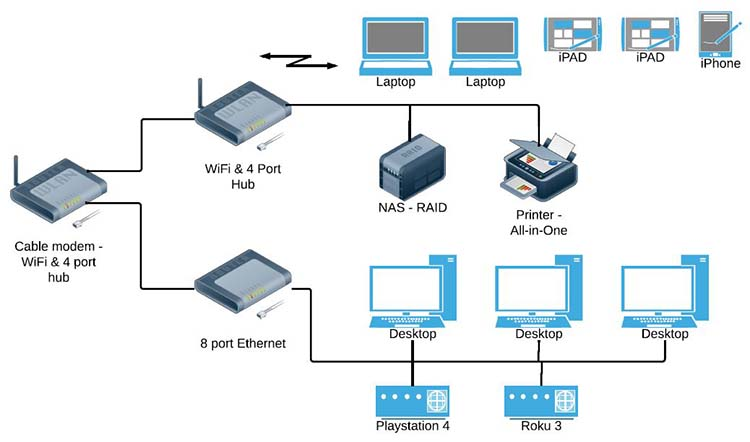 Laptop
Laptop
iPAD
iPAD
iPhone
WLAN
WiFi & 4 Port
Hub
RAID
NAS - RAID
Printer -
All-in-One
WLAN
Cable modem -
WiFi & 4 port
hub
8 port Ethernet
Desktop
Desktop
Desktop
Playstation 4
Roku 3